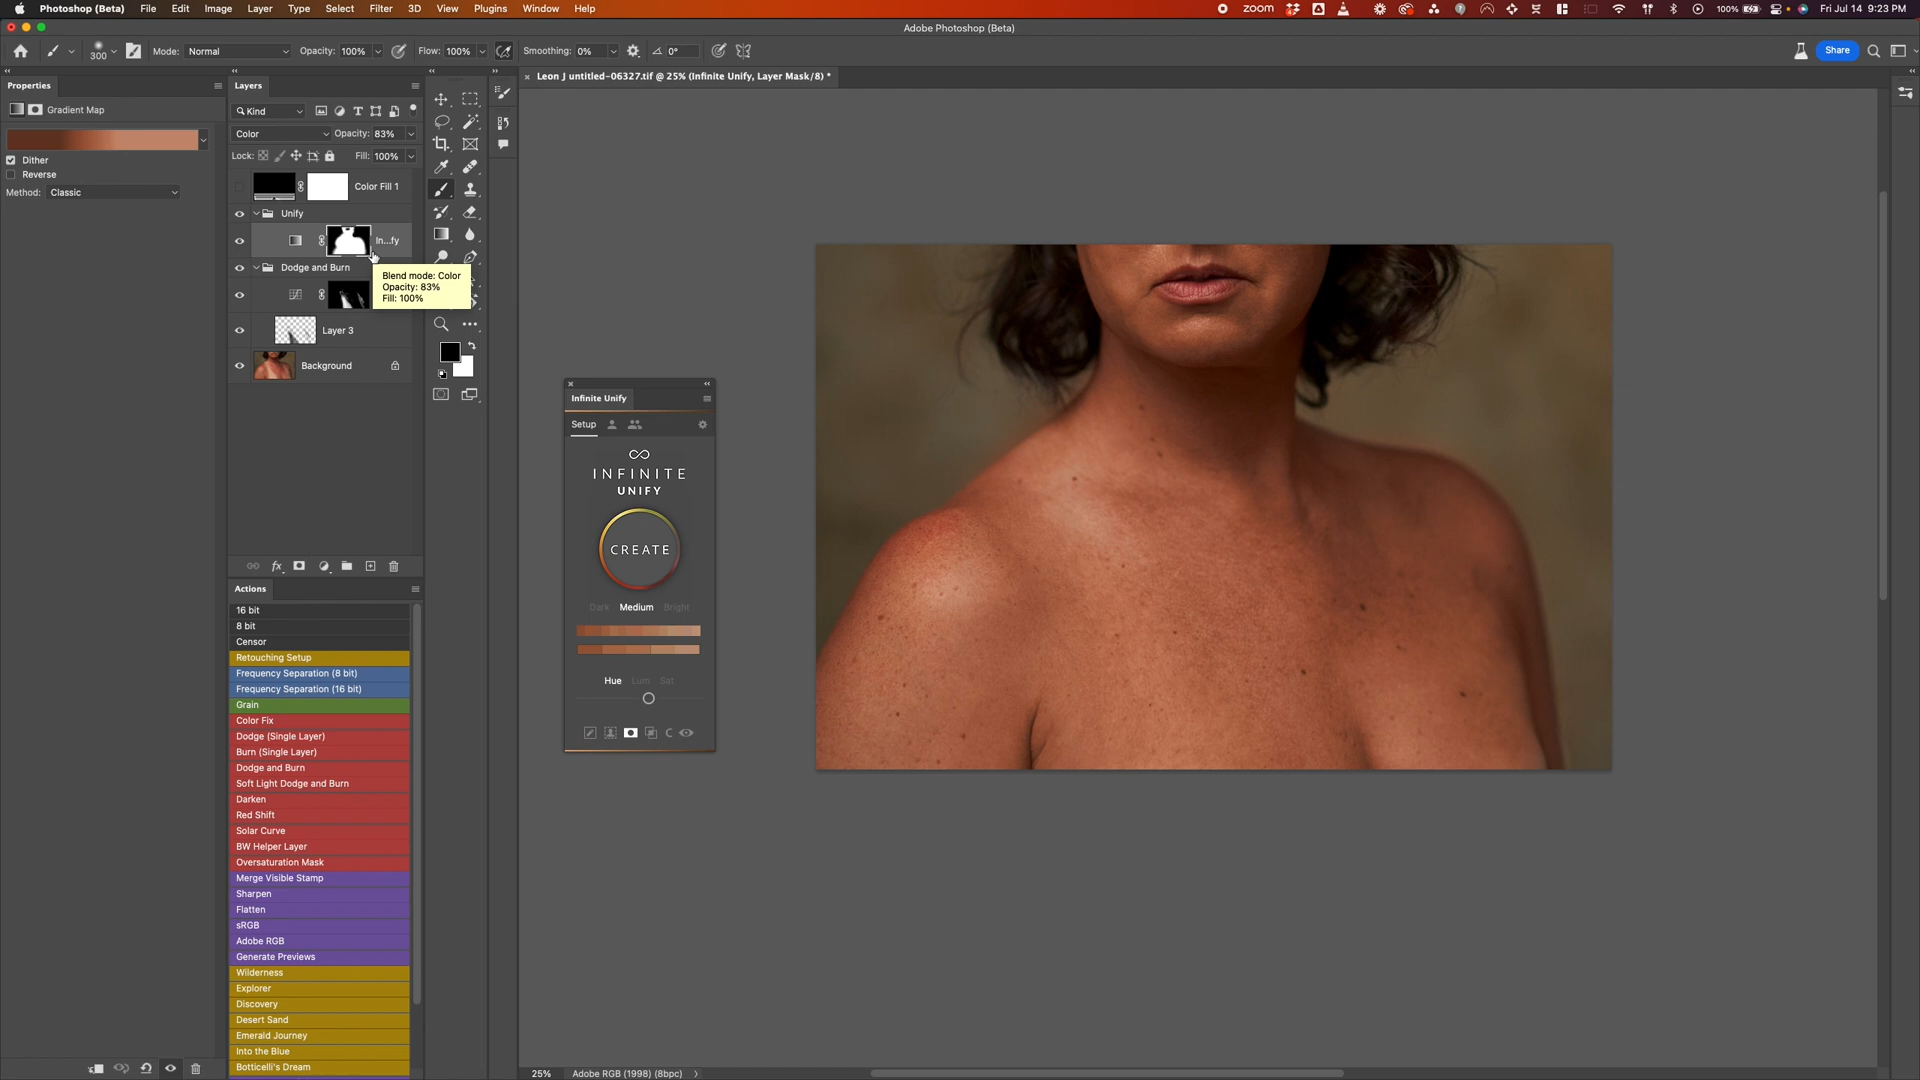 Photoshop (Beta) File Edit Image Layer Type Select Filter 3D View Plugins Window Help zoom 100% Fri Jul 14 9:23 PM
Adobe Photoshop (Beta)
300 Mode: Normal Opacity: 100% Flow: 100% Smoothing: 0% 0° Share
Leon J untitled-06327.tif @ 25% (Infinite Unify, Layer Mask/8) *
Properties
Gradient Map
Dither
Reverse
Method: Classic
Layers
Kind
Color Opacity: 83%
Lock: Fill: 100%
Color Fill 1
Unify
In...fy
Dodge and Burn
Blend mode: Color
Opacity: 83%
Fill: 100%
Layer 3
Background
fx
Actions
16 bit
8 bit
Censor
Retouching Setup
Frequency Separation (8 bit)
Frequency Separation (16 bit)
Grain
Color Fix
Dodge (Single Layer)
Burn (Single Layer)
Dodge and Burn
Soft Light Dodge and Burn
Darken
Red Shift
Solar Curve
BW Helper Layer
Oversaturation Mask
Merge Visible Stamp
Sharpen
Flatten
sRGB
Adobe RGB
Generate Previews
Wilderness
Explorer
Discovery
Desert Sand
Emerald Journey
Into the Blue
Botticelli's Dream
Infinite Unify
Setup
INFINITE
UNIFY
CREATE
Dark Medium Bright
Hue Lum Sat
25% Adobe RGB (1998) (8bpc)